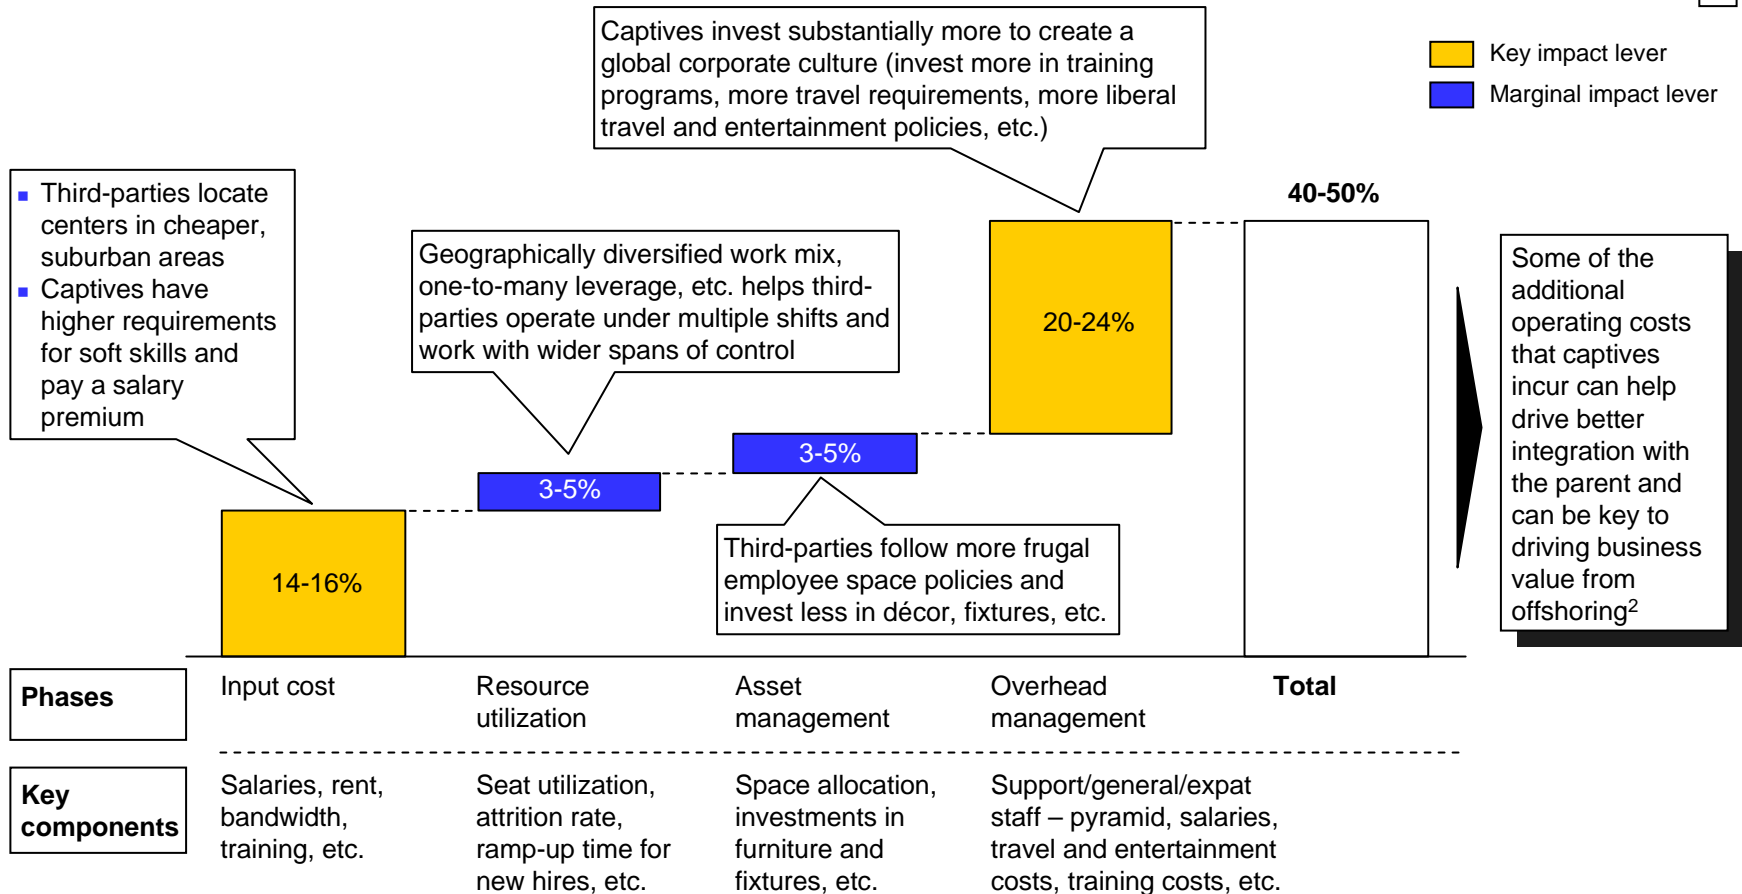 Captives invest substantially more to create a
global corporate culture (invest more in training
programs, more travel requirements, more liberal
travel and entertainment policies, etc.)
Key impact lever
Marginal impact lever
Third-parties locate
centers in cheaper,
suburban areas
Captives have
higher requirements
for soft skills and
pay a salary
premium
Geographically diversified work mix,
one-to-many leverage, etc. helps third-
parties operate under multiple shifts and
work with wider spans of control
40-50%
20-24%
3-5%
3-5%
14-16%
Third-parties follow more frugal
employee space policies and
invest less in décor, fixtures, etc.
Some of the
additional
operating costs
that captives
incur can help
drive better
integration with
the parent and
can be key to
driving business
value from
offshoring2
Phases
Input cost
Resource
utilization
Asset
management
Overhead
management
Total
Key
components
Salaries, rent,
bandwidth,
training, etc.
Seat utilization,
attrition rate,
ramp-up time for
new hires, etc.
Space allocation,
investments in
furniture and
fixtures, etc.
Support/general/expat
staff – pyramid, salaries,
travel and entertainment
costs, training costs, etc.